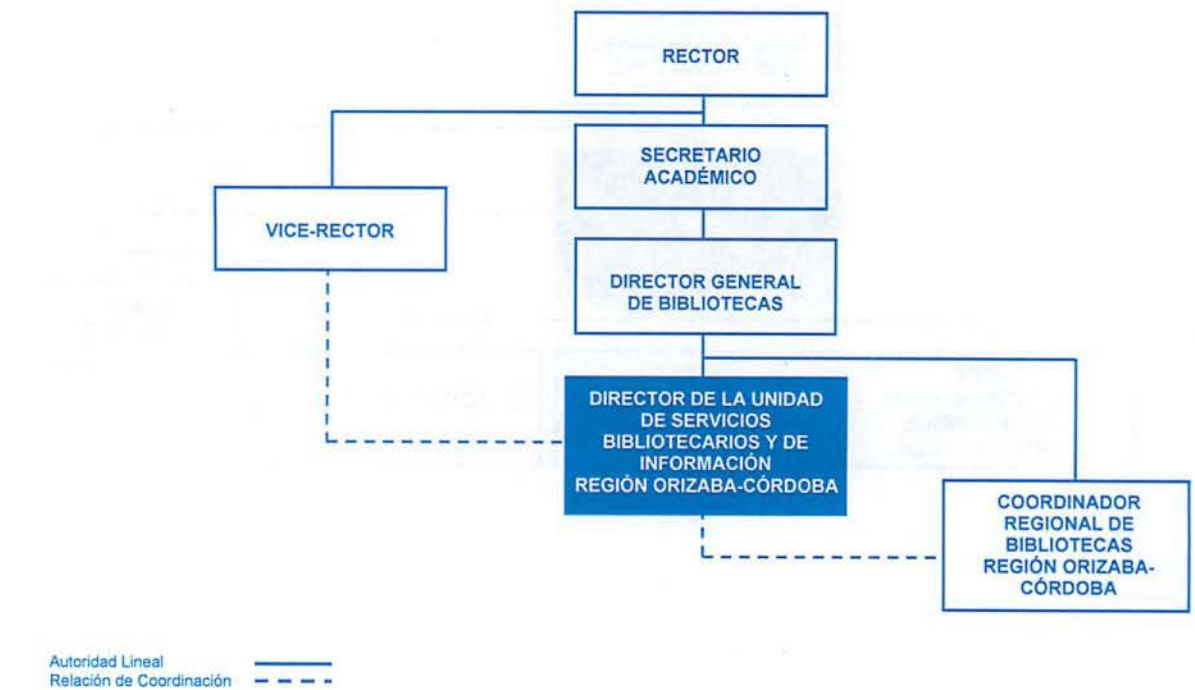 RECTOR
SECRETARIO
ACADÉMICO
VICE-RECTOR
DIRECTOR GENERAL
DE BIBLIOTECAS
DIRECTOR DE LA UNIDAD
DE SERVICIOS
BIBLIOTECARIOS Y DE
INFORMACIÓN
REGIÓN ORIZABA-CÓRDOBA
COORDINADOR
REGIONAL DE
BIBLIOTECAS
REGIÓN ORIZABA-
CÓRDOBA
Autoridad Lineal
Relación de Coordinación